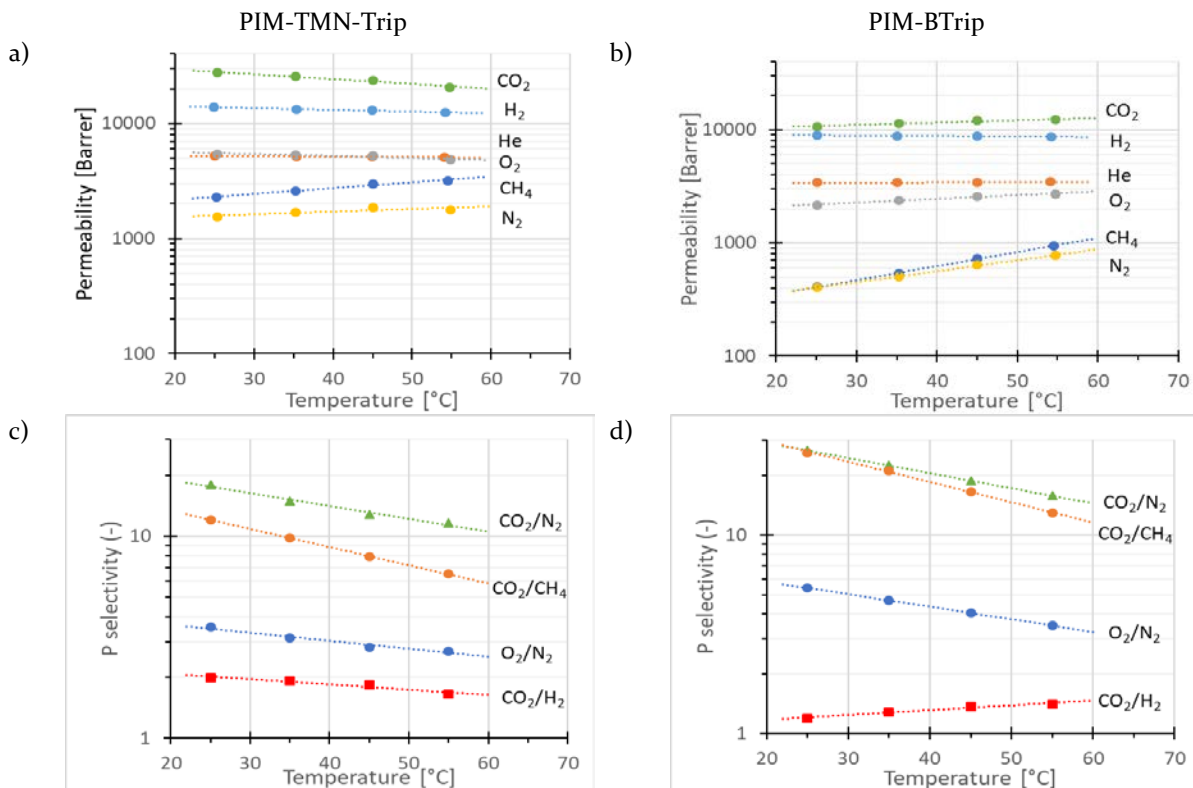 PIM-TMN-Trip
PIM-BTrip
a)
Permeability [Barrer]
10000
1000
100
CO₂
H₂
He
O₂
CH₄
N₂
20 30 40 50 60 70
Temperature [°C]
b)
Permeability [Barrer]
10000
1000
100
CO₂
H₂
He
O₂
CH₄
N₂
20 30 40 50 60 70
Temperature [°C]
c)
P selectivity (-)
10
1
CO₂/N₂
CO₂/CH₄
O₂/N₂
CO₂/H₂
20 30 40 50 60 70
Temperature [°C]
d)
P selectivity (-)
10
1
CO₂/N₂
CO₂/CH₄
O₂/N₂
CO₂/H₂
20 30 40 50 60 70
Temperature [°C]